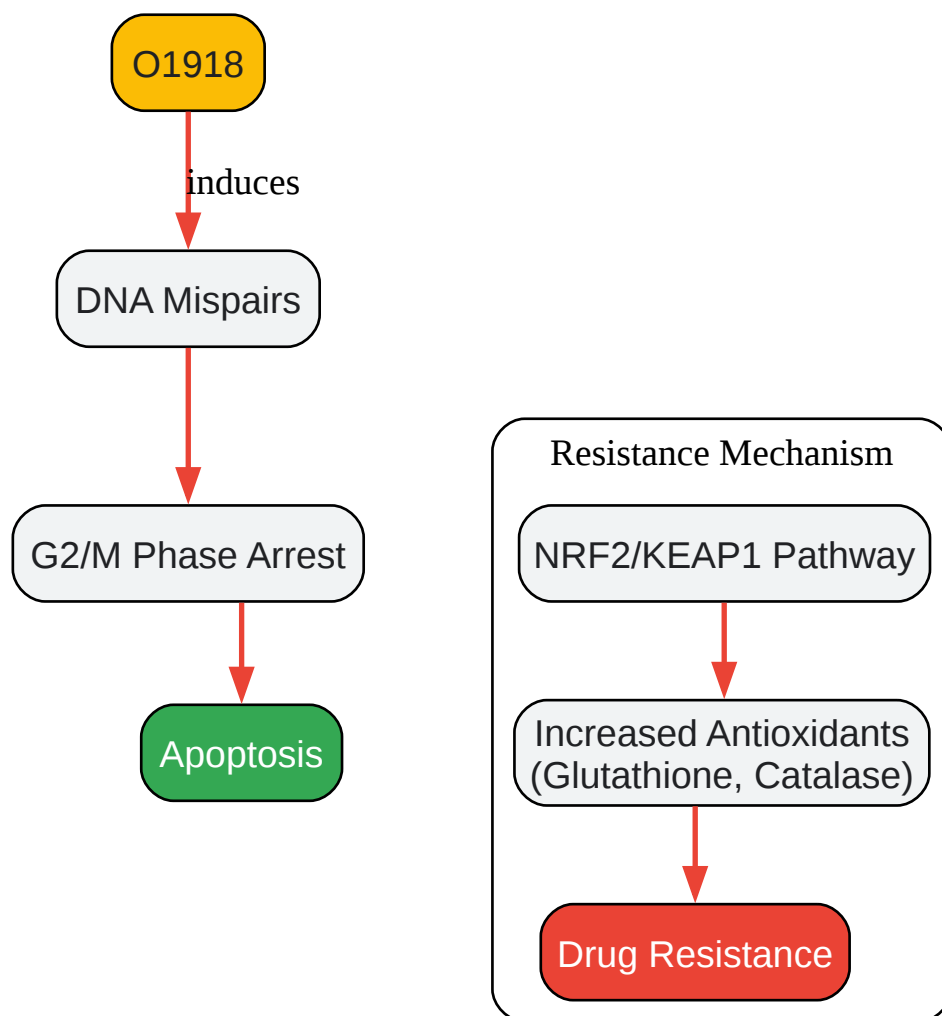 O1918
induces
DNA Mispairs
G2/M Phase Arrest
Apoptosis
Resistance Mechanism
NRF2/KEAP1 Pathway
Increased Antioxidants
(Glutathione, Catalase)
Drug Resistance